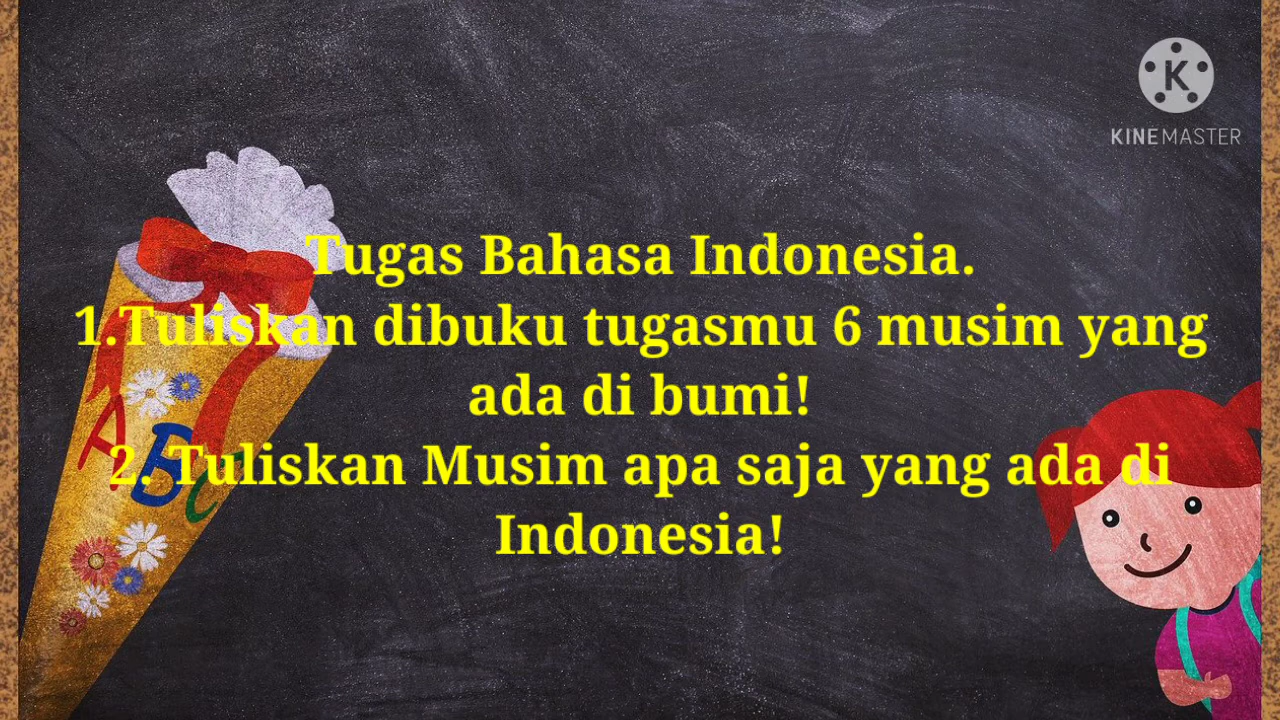 KINEMASTER
Tugas Bahasa Indonesia.
1.Tuliskan dibuku tugasmu 6 musim yang
ada di bumi!
2. Tuliskan Musim apa saja yang ada di
Indonesia!
ABC